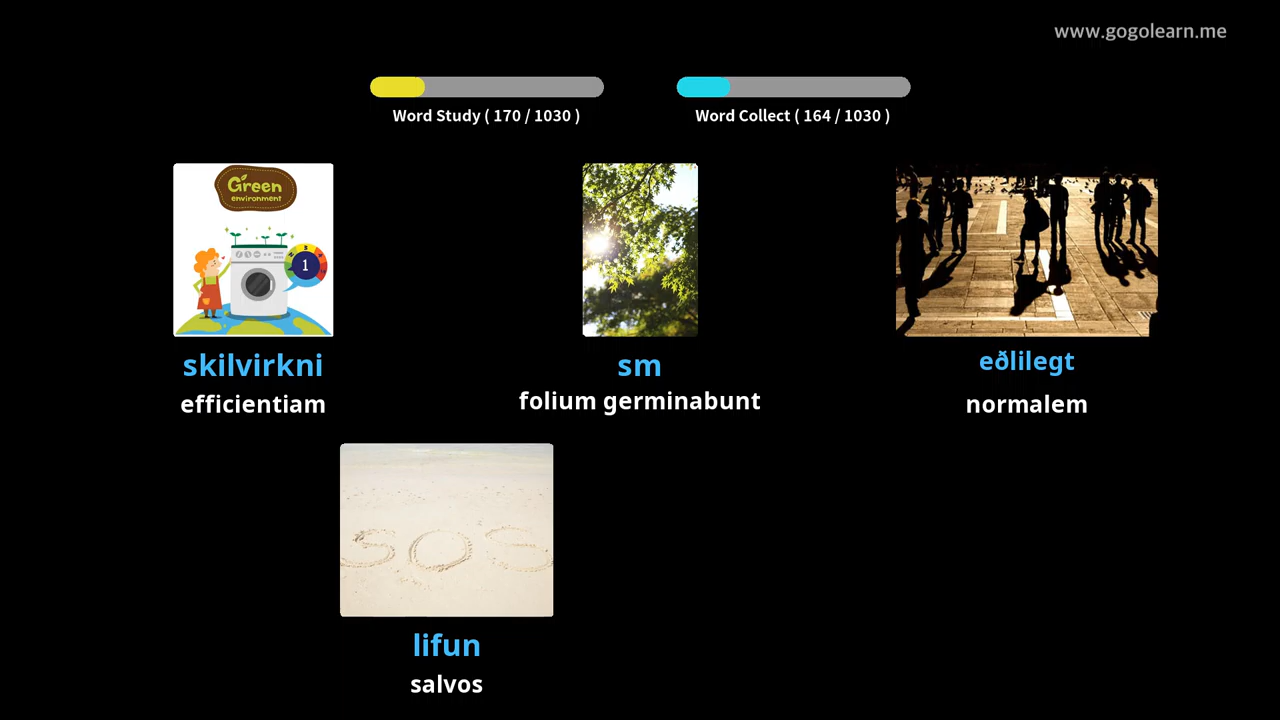 www.gogolearn.me
Word Study ( 170 / 1030 )
Word Collect ( 164 / 1030 )
Green
environment
1
skilvirkni
efficientiam
sm
folium germinabunt
eðlilegt
normalem
SOS
lifun
salvos